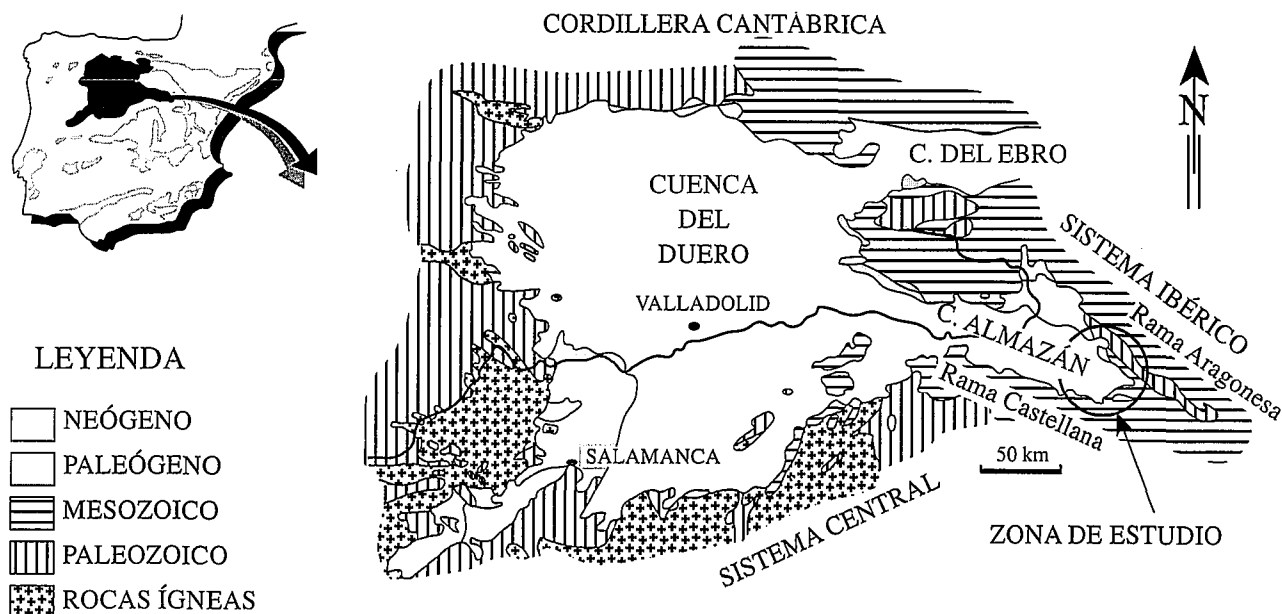 CORDILLERA CANTÁBRICA
N
C. DEL EBRO
CUENCA
DEL
DUERO
SISTEMA IBÉRICO
Rama Aragonesa
VALLADOLID
C. ALMAZÁN
Rama Castellana
LEYENDA
NEÓGENO
PALEÓGENO
MESOZOICO
PALEOZOICO
ROCAS ÍGNEAS
SALAMANCA
50 km
SISTEMA CENTRAL
ZONA DE ESTUDIO